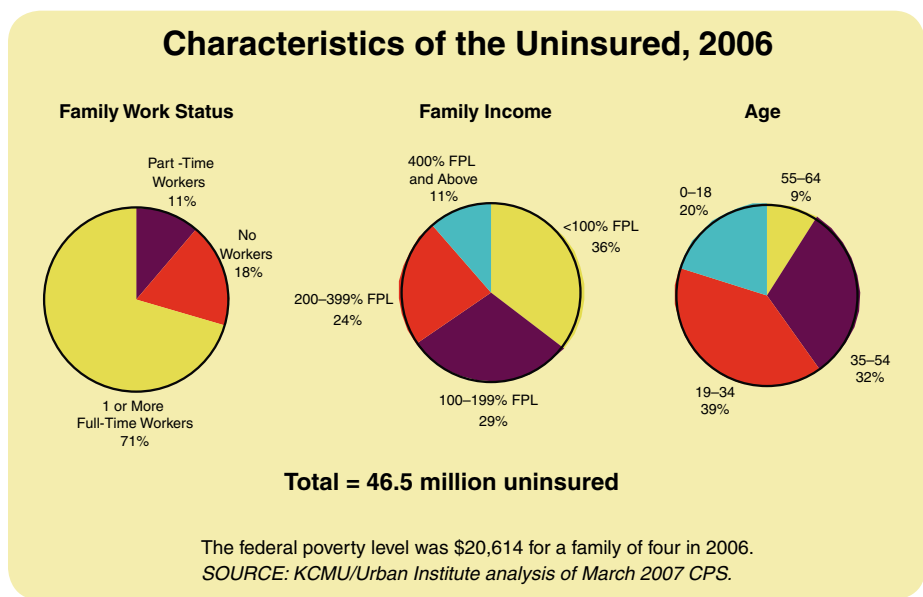 Characteristics of the Uninsured, 2006
Family Work Status
Part -Time
Workers
11%
No
Workers
18%
1 or More
Full-Time Workers
71%
Family Income
400% FPL
and Above
11%
<100% FPL
36%
200–399% FPL
24%
100–199% FPL
29%
Age
55–64
9%
0–18
20%
35–54
32%
19–34
39%
Total = 46.5 million uninsured
The federal poverty level was $20,614 for a family of four in 2006.
SOURCE: KCMU/Urban Institute analysis of March 2007 CPS.